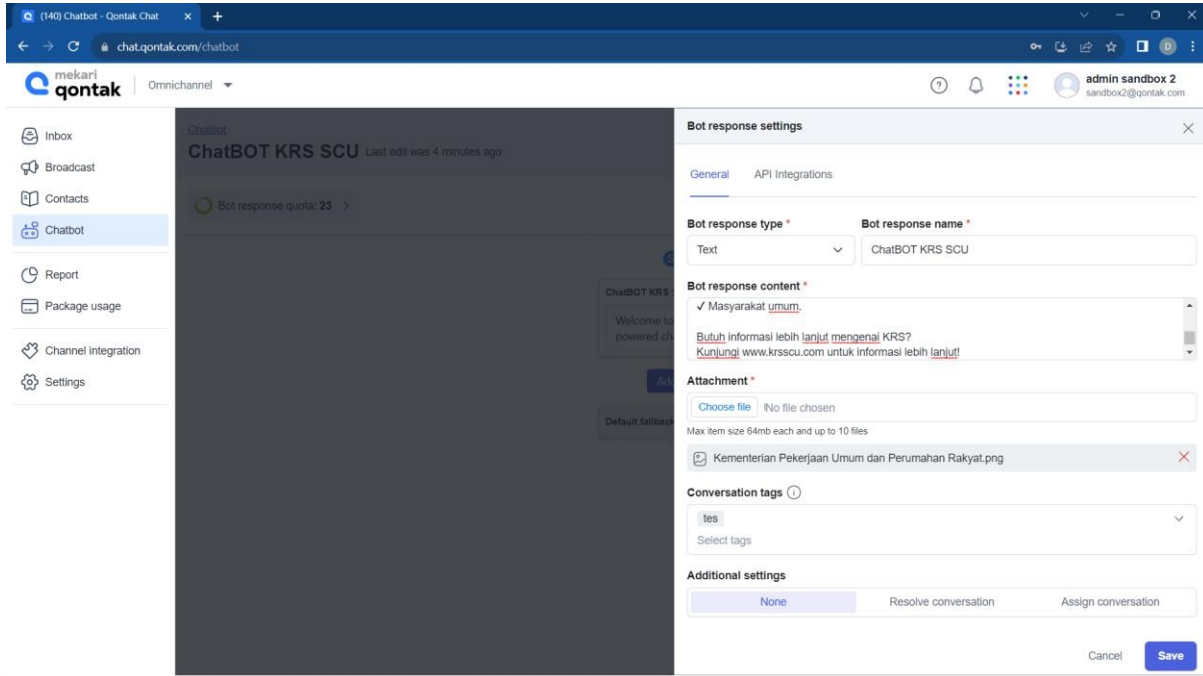 (140) Chatbot - Qontak Chat
chat.qontak.com/chatbot
D
mekari
qontak
Omnichannel
admin sandbox 2
sandbox2@qontak.com
Inbox
Broadcast
Contacts
Chatbot
Report
Package usage
Channel integration
Settings
Chatbot
ChatBOT KRS SCU Last edit was 4 minutes ago
Bot response quota: 23
ChatBOT KRS
Welcome to
powered ch
Default fallback
Bot response settings
General API Integrations
Bot response type * Bot response name *
Text ChatBOT KRS SCU
Bot response content *
✓ Masyarakat umum.
Butuh informasi lebih lanjut mengenai KRS?
Kunjungi www.krsscu.com untuk informasi lebih lanjut!
Attachment *
Choose file No file chosen
Max item size 64mb each and up to 10 files
Kementerian Pekerjaan Umum dan Perumahan Rakyat.png
Conversation tags
tes
Select tags
Additional settings
None Resolve conversation Assign conversation
Cancel Save